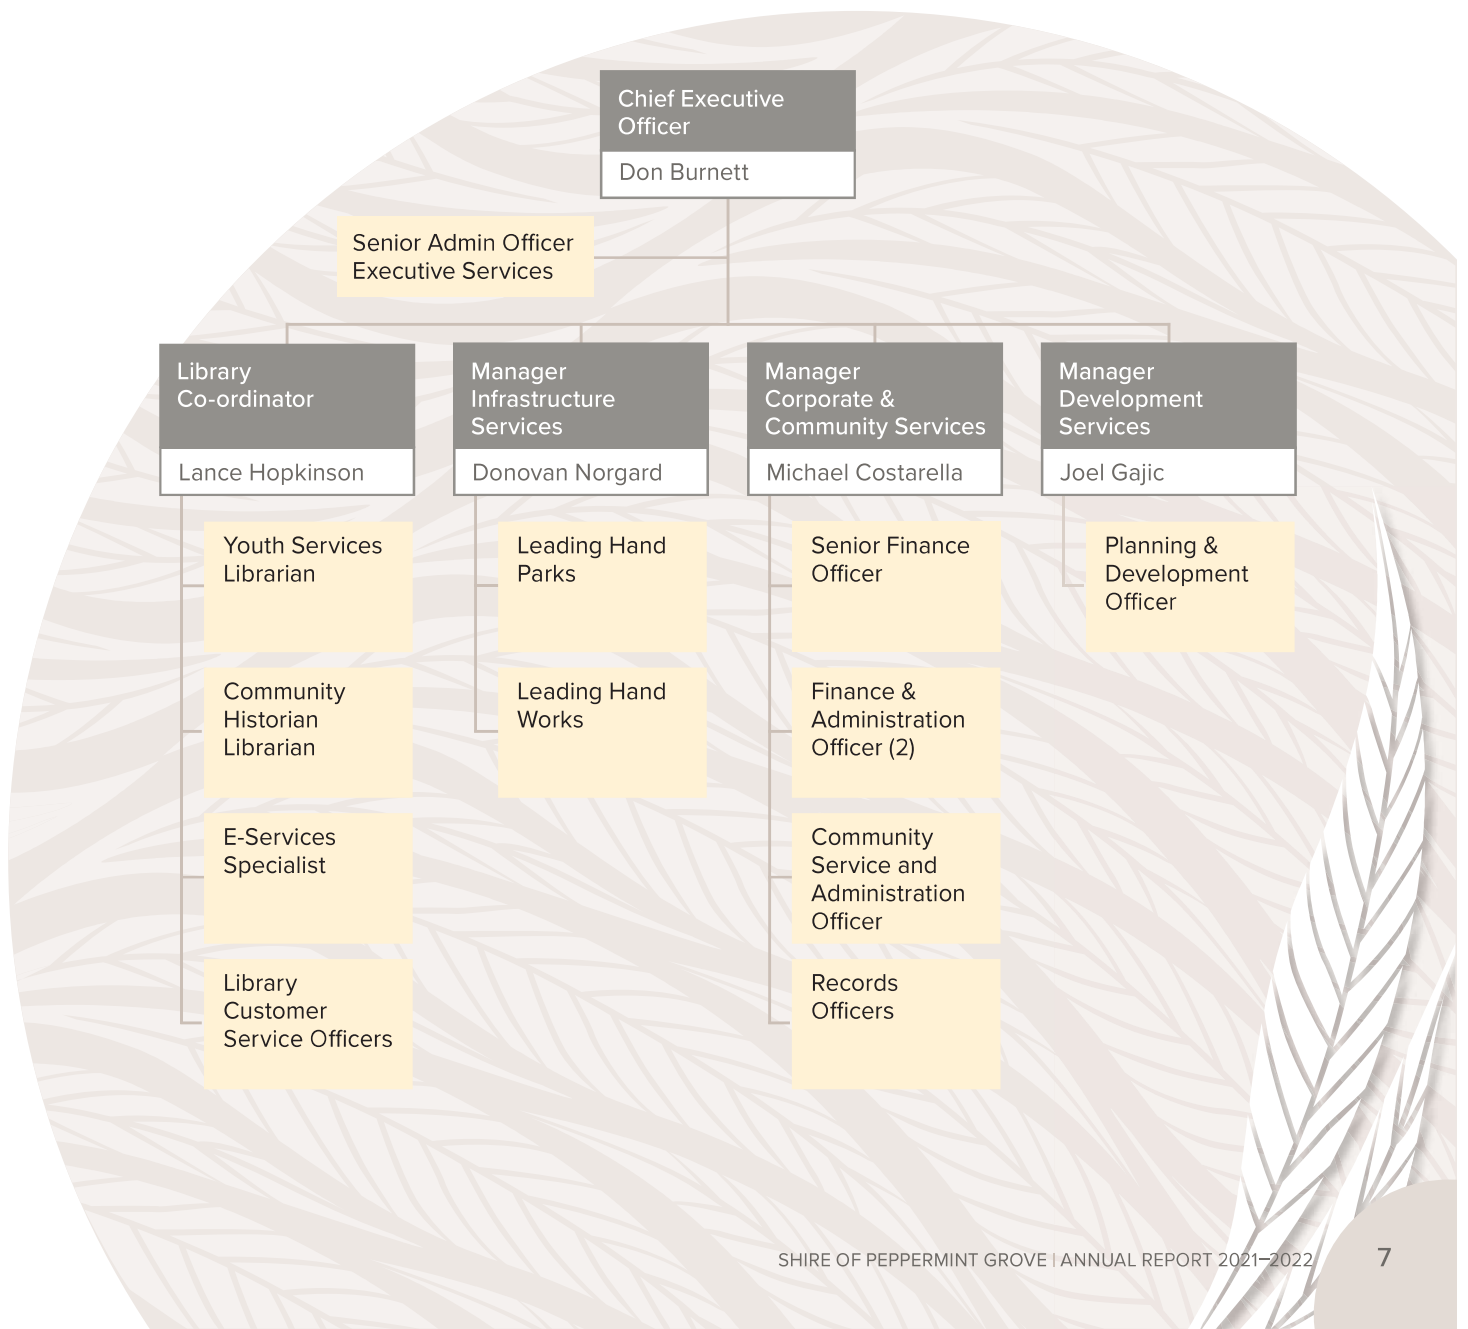 Chief Executive
Officer
Don Burnett
Senior Admin Officer
Executive Services
Library
Co-ordinator
Lance Hopkinson
Youth Services
Librarian
Community
Historian
Librarian
E-Services
Specialist
Library
Customer
Service Officers
Manager
Infrastructure
Services
Donovan Norgard
Leading Hand
Parks
Leading Hand
Works
Manager
Corporate &
Community Services
Michael Costarella
Senior Finance
Officer
Finance &
Administration
Officer (2)
Community
Service and
Administration
Officer
Records
Officers
Manager
Development
Services
Joel Gajic
Planning &
Development
Officer
SHIRE OF PEPPERMINT GROVE | ANNUAL REPORT 2021–2022 7